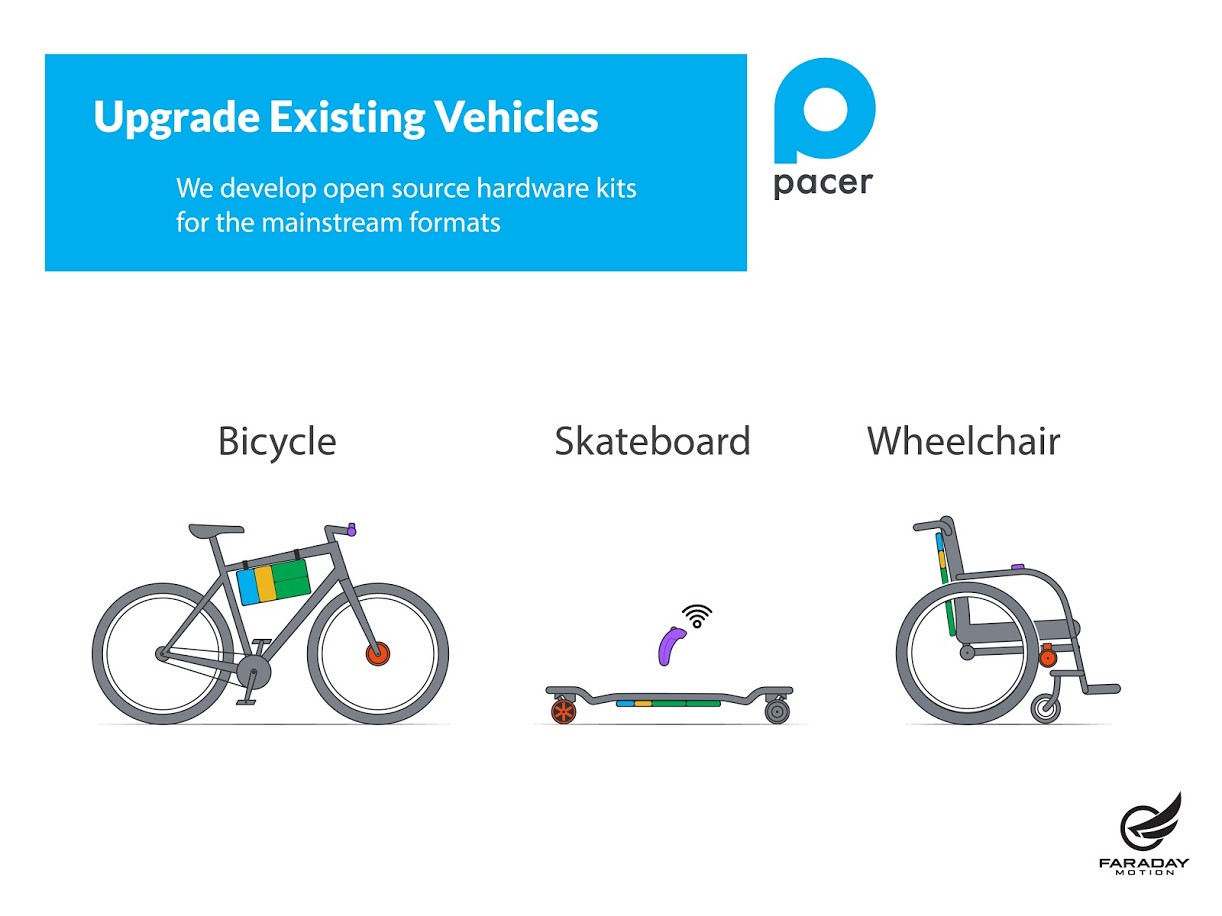 Upgrade Existing Vehicles
We develop open source hardware kits
for the mainstream formats
pacer
Bicycle
Skateboard
Wheelchair
FARADAY
MOTION